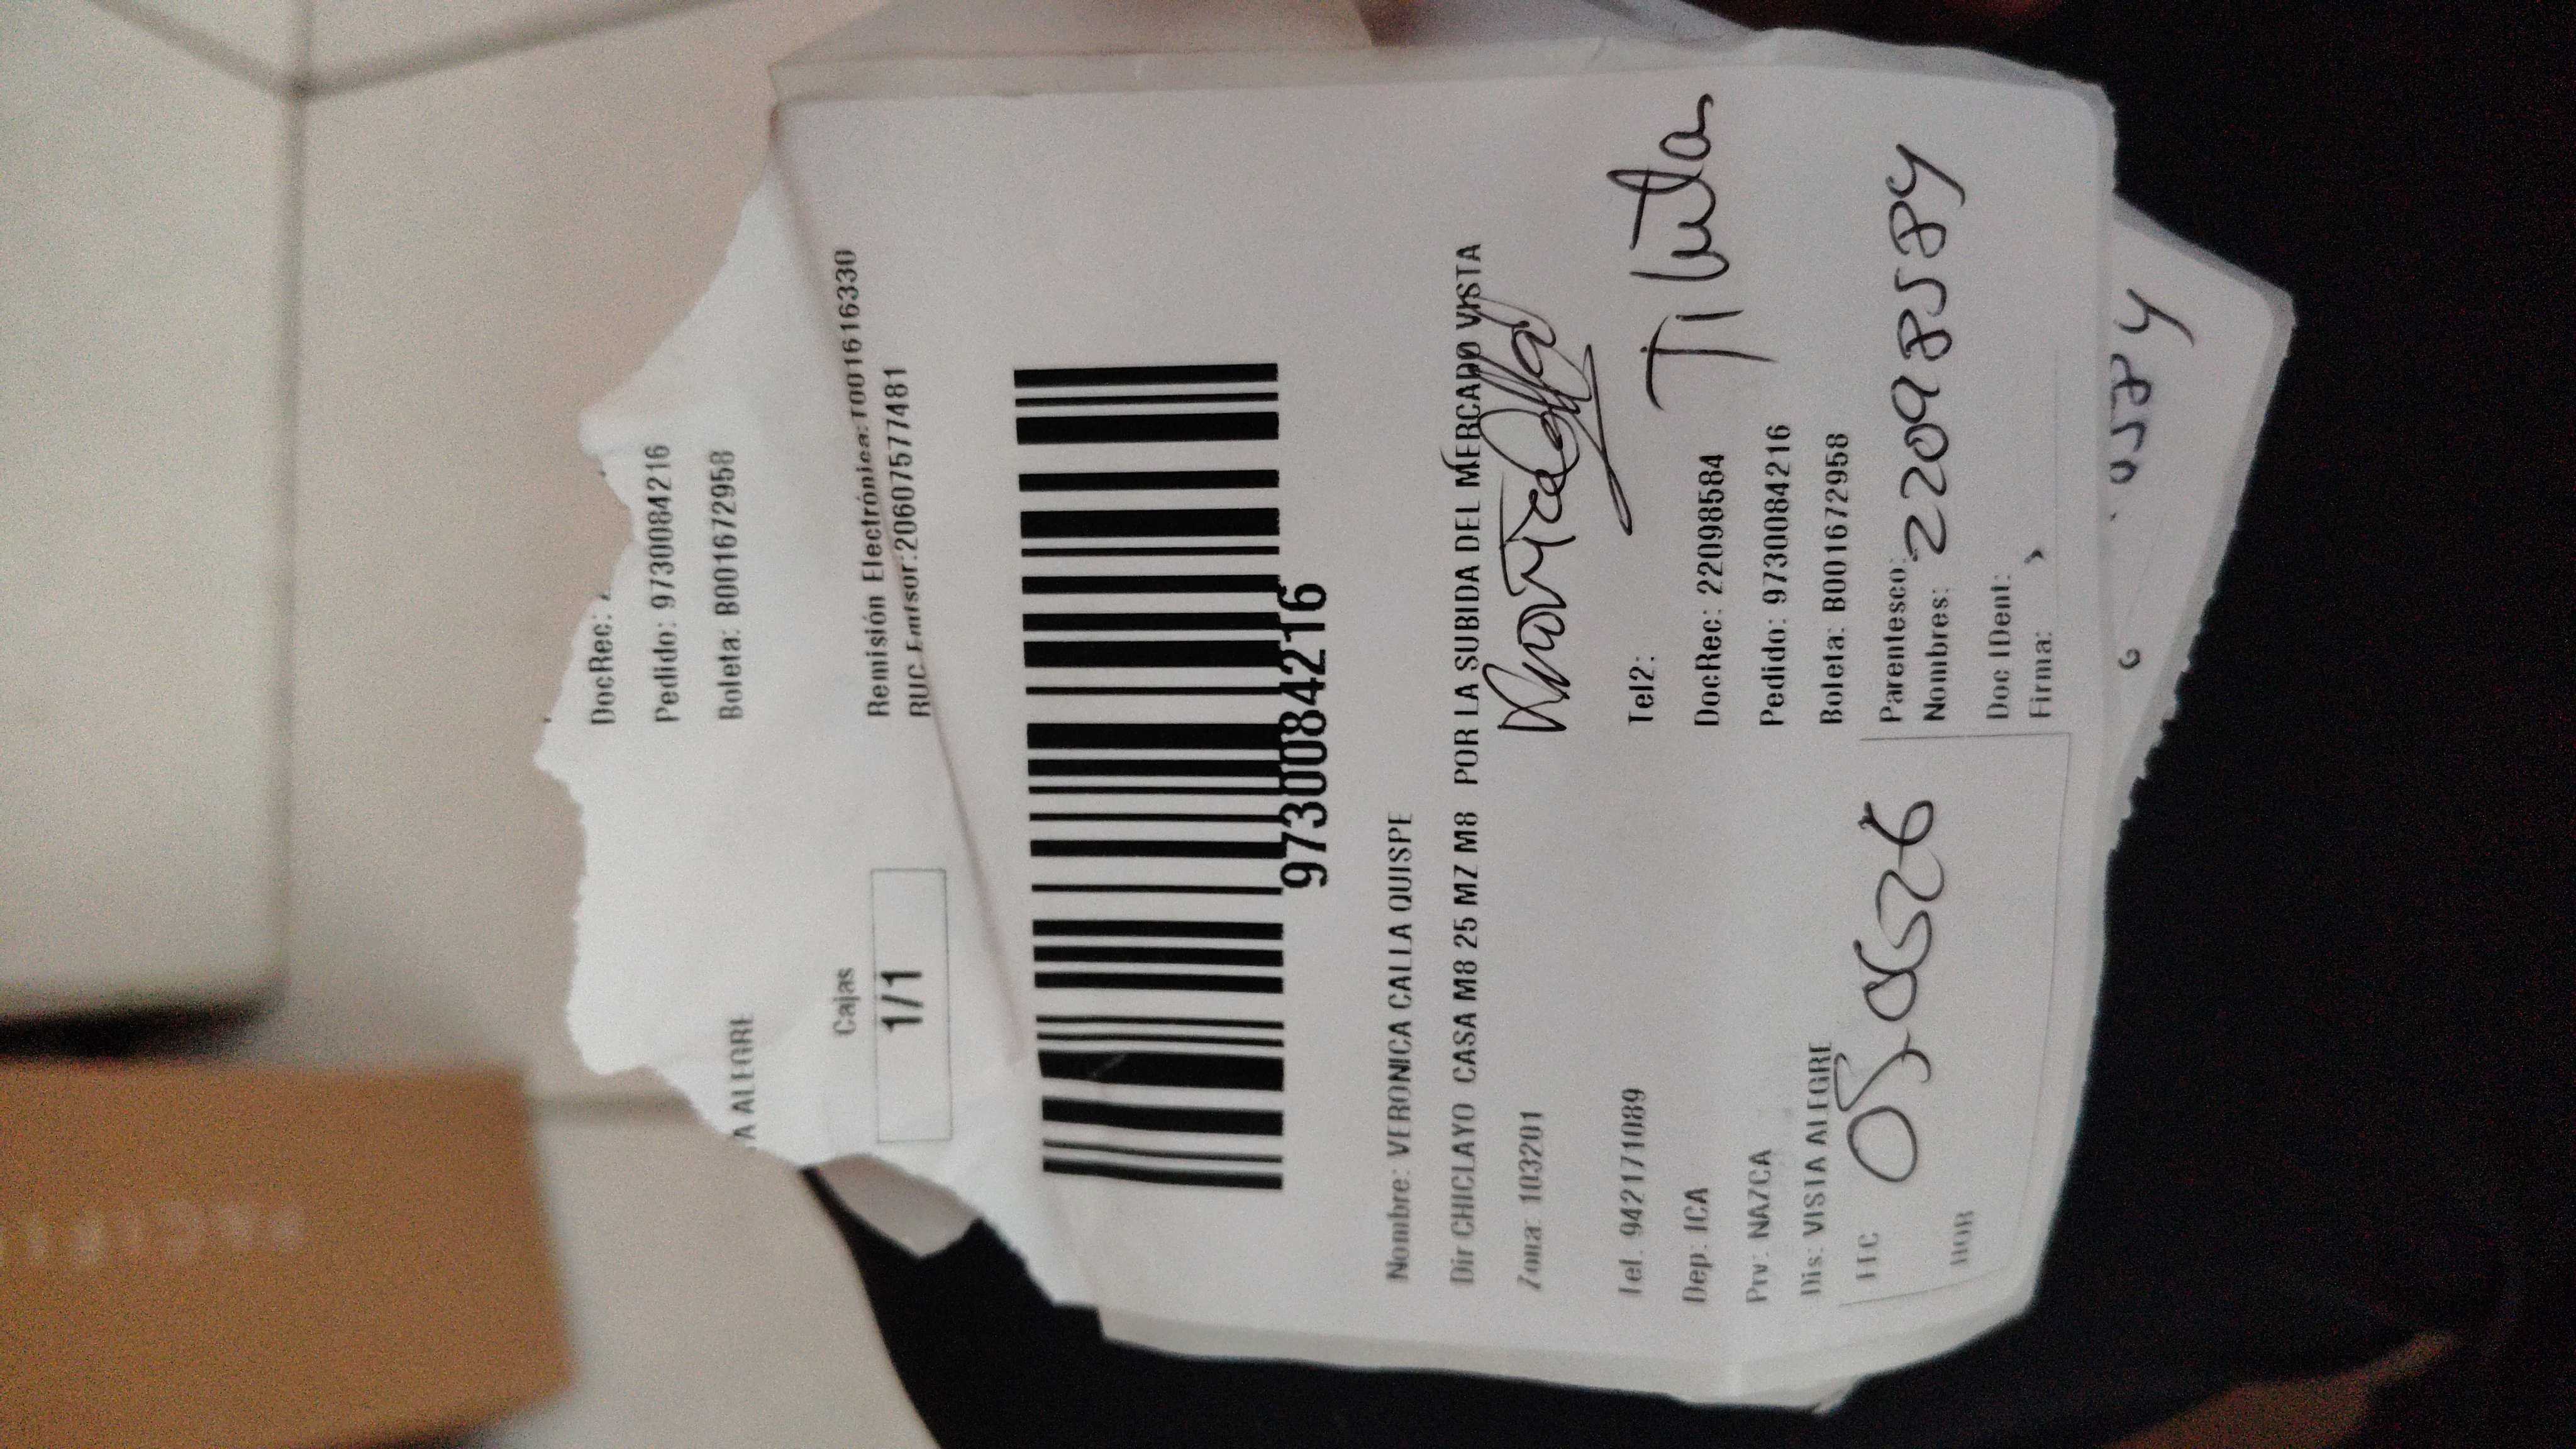 DocRec:
Pedido: 9730084216
A ALEGRE
Boleta: B001672958
Cajas
1/1
Remisión Electrónica:T001616330
RUC Emisor:20607577481
9730084216
Nombre: VERONICA CALLA QUISPE
Dir CHICLAYO CASA M8 25 MZ M8 POR LA SUBIDA DEL MERCADO VISTA
Zona: 103201
Tel. 942171089
Tel2:
Titula
Dep: ICA
DocRec: 22098584
Prv: NAZCA
Pedido: 9730084216
Dis: VISTA ALEGRE
Boleta: B001672958
Parentesco:
Nombres:
22098584
Doc IDent:
Firma:
HOR